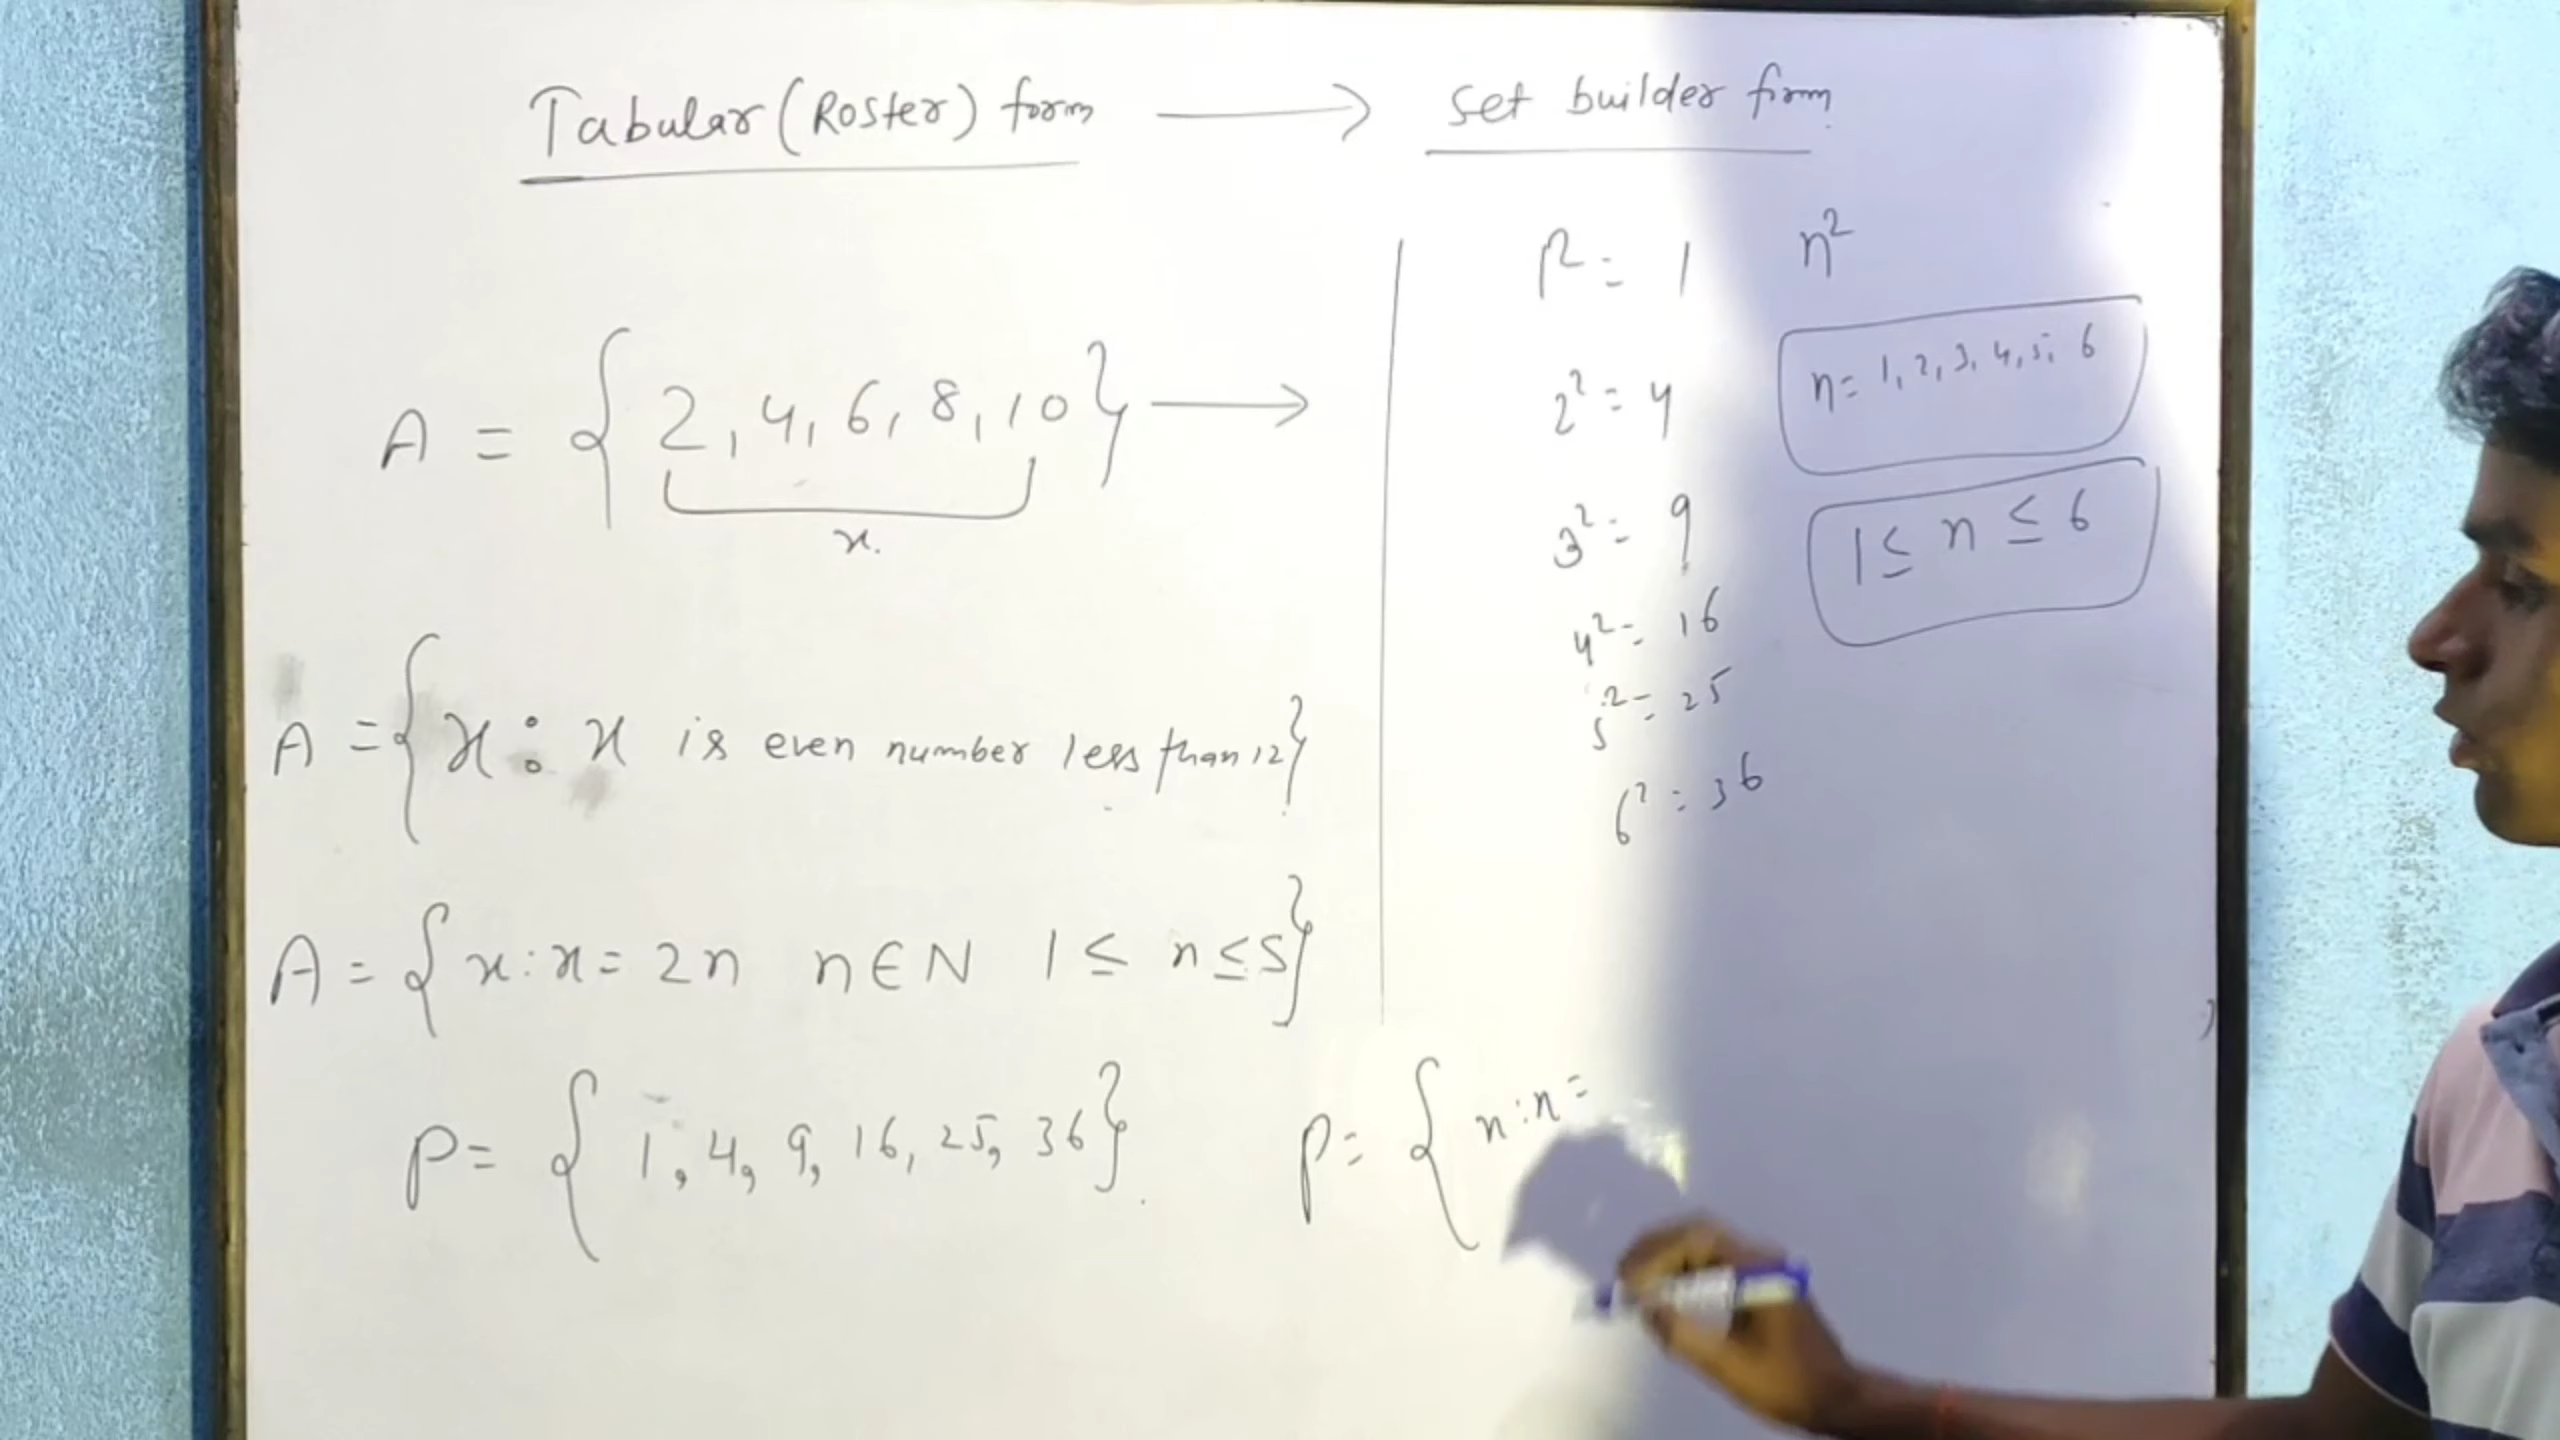 Tabular (Roster) form ⟶ set builder form
A = { 2, 4, 6, 8, 10 } ⟶
x.
A = { x : x is even number less than 12 }
A = { x : x = 2n n ∈ N 1 ≤ n ≤ 5 }
P = { 1, 4, 9, 16, 25, 36 }.
1² = 1
2² = 4
3² = 9
4² = 16
5² = 25
6² = 36
n²
n = 1, 2, 3, 4, 5, 6
1 ≤ n ≤ 6
P = { x : x =